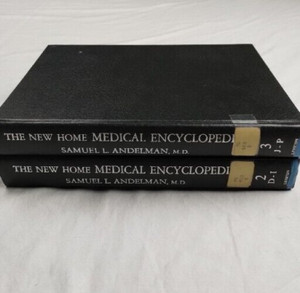 THE NEW HOME MEDICAL ENCYCLOPEDI
SAMUEL L. ANDELMAN, M.D.
3
J-P
THE NEW HOME MEDICAL ENCYCLOPEDI
SAMUEL L. ANDELMAN, M.D.
2
D-I